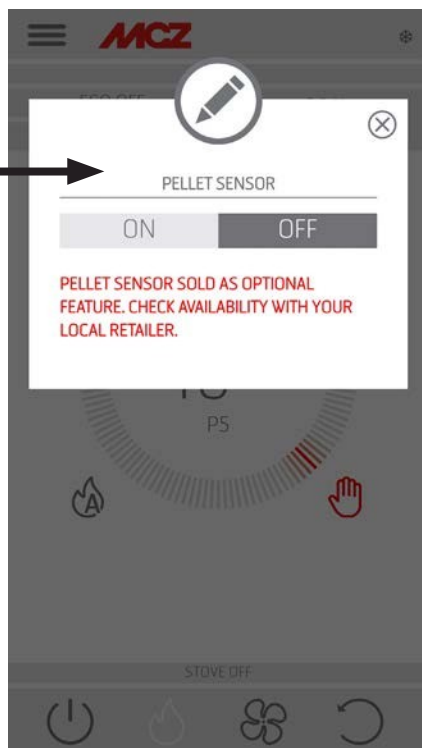 MCZ
PELLET SENSOR
ON OFF
PELLET SENSOR SOLD AS OPTIONAL
FEATURE. CHECK AVAILABILITY WITH YOUR
LOCAL RETAILER.
P5
A
STOVE OFF